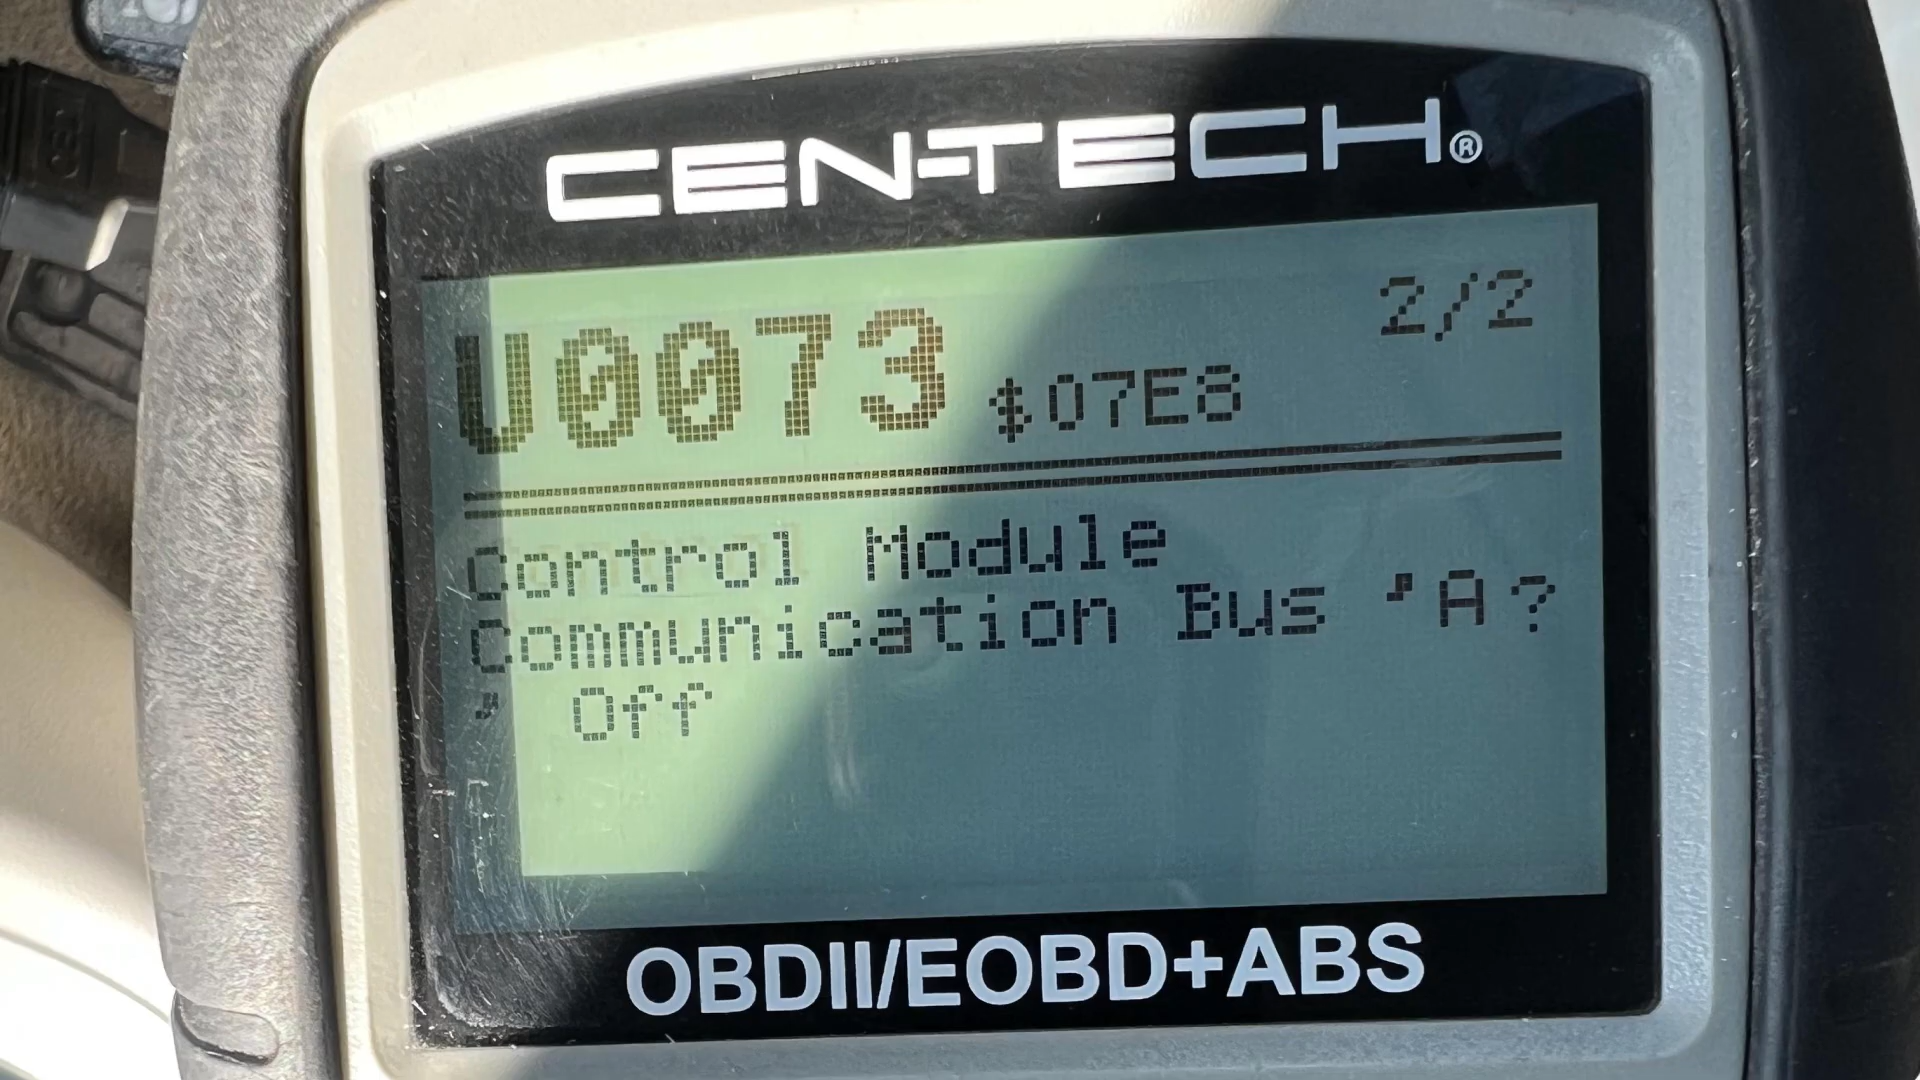 CEN-TECH®
U0073 $07E8 2/2
Control Module
Communication Bus 'A?
' Off
OBDII/EOBD+ABS